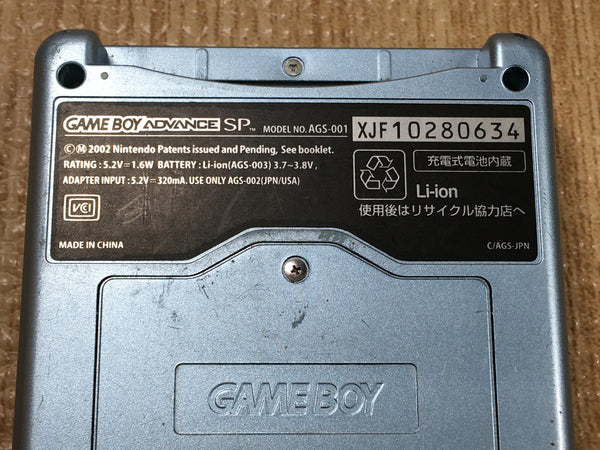 GAME BOY ADVANCE SP™ MODEL NO. AGS-001 XJF10280634
©Ⓜ 2002 Nintendo Patents issued and Pending, See booklet.
RATING : 5.2V⎓1.6W BATTERY : Li-ion(AGS-003) 3.7~3.8V,
ADAPTER INPUT : 5.2V⎓320mA. USE ONLY AGS-002(JPN/USA)
充電式電池内蔵
Li-ion
使用後はリサイクル協力店へ
VCI
MADE IN CHINA
C/AGS-JPN
GAME BOY